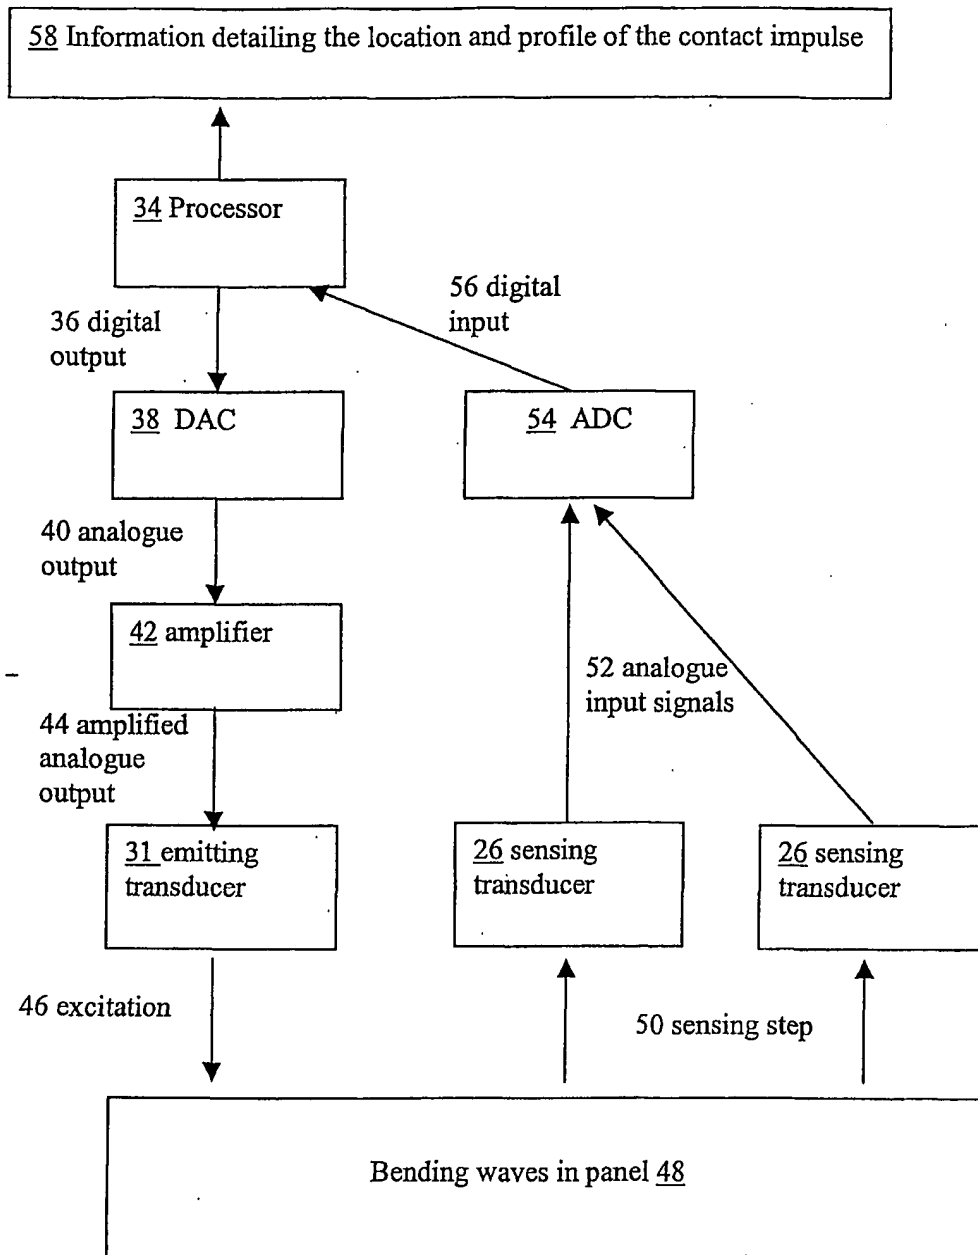 58 Information detailing the location and profile of the contact impulse
34 Processor
56 digital
input
36 digital
output
38 DAC
54 ADC
40 analogue
output
42 amplifier
52 analogue
input signals
44 amplified
analogue
output
31 emitting
transducer
26 sensing
transducer
26 sensing
transducer
46 excitation
50 sensing step
Bending waves in panel 48